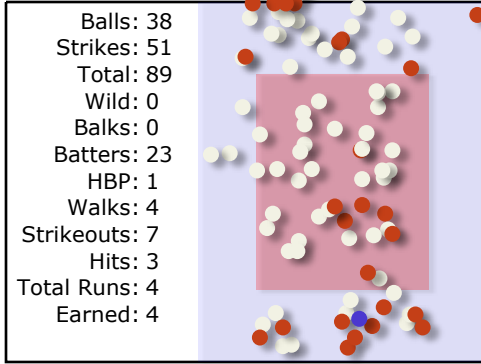 Balls: 38
Strikes: 51
Total: 89
Wild: 0
Balks: 0
Batters: 23
HBP: 1
Walks: 4
Strikeouts: 7
Hits: 3
Total Runs: 4
Earned: 4